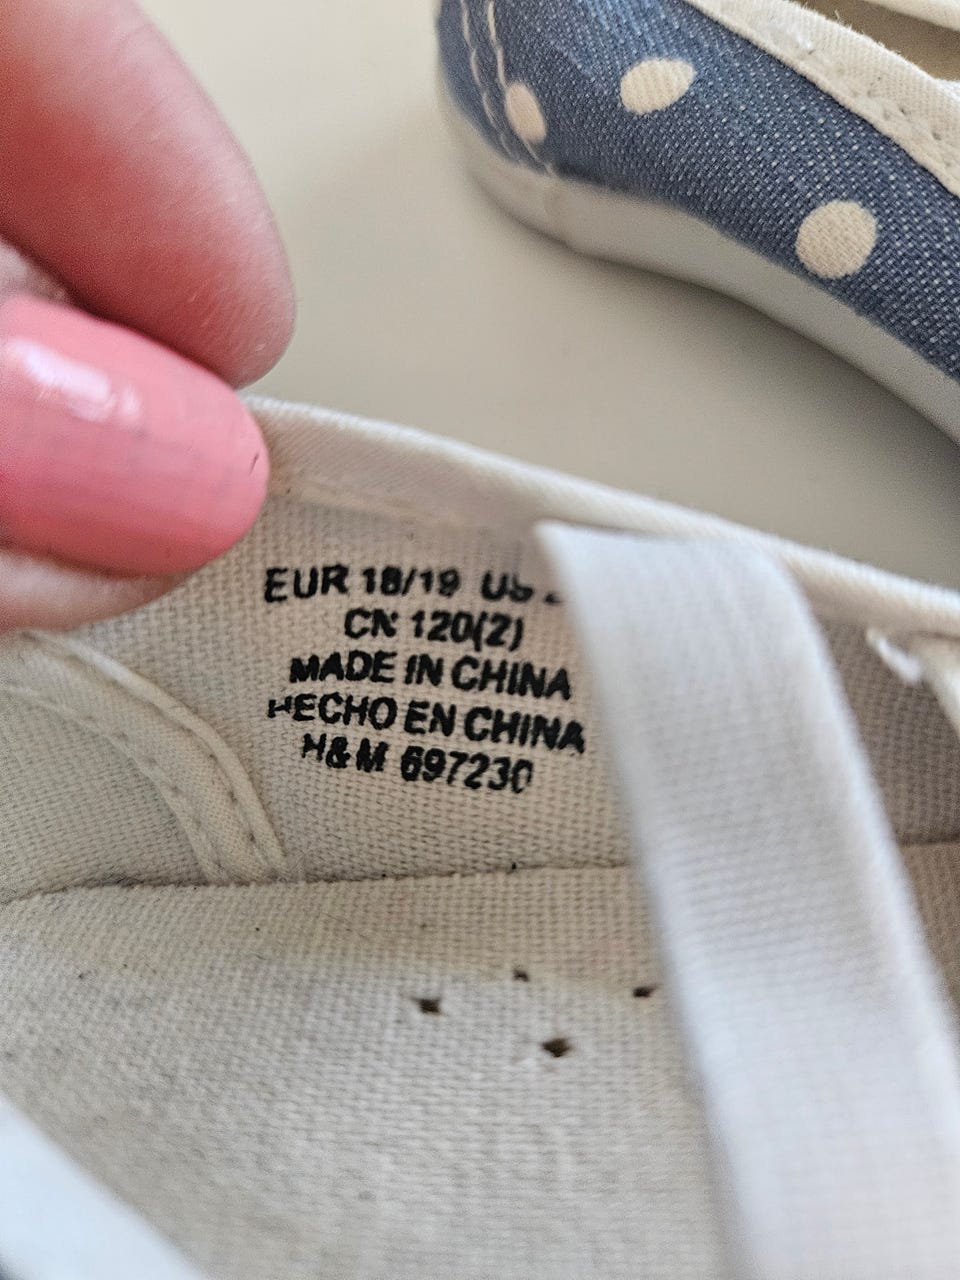 EUR 18/19 US
CN 120(2)
MADE IN CHINA
HECHO EN CHINA
H&M 697230